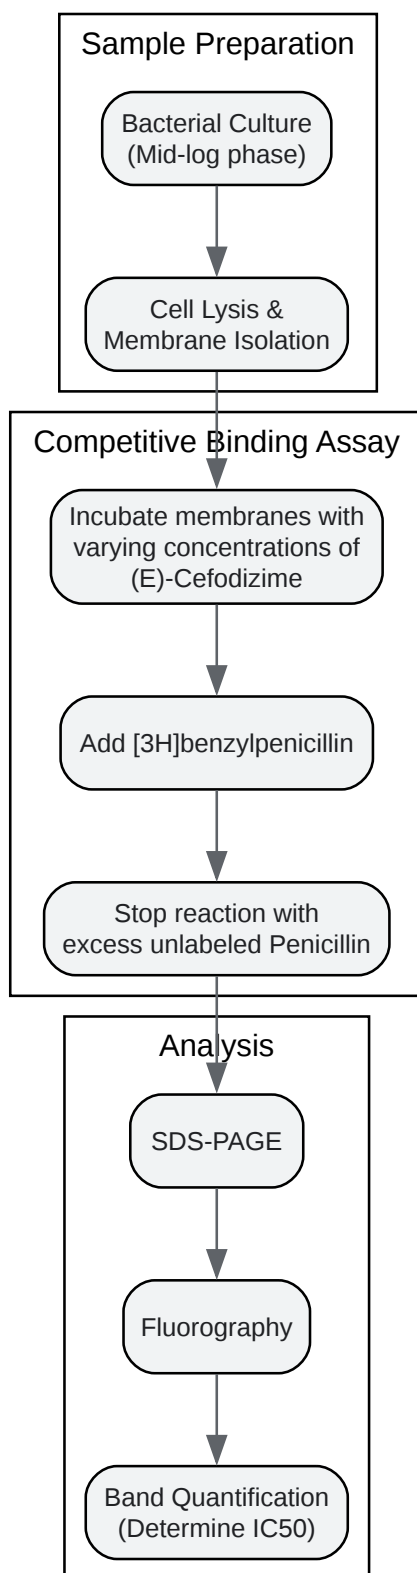 Sample Preparation
Bacterial Culture
(Mid-log phase)
Cell Lysis &
Membrane Isolation
Competitive Binding Assay
Incubate membranes with
varying concentrations of
(E)-Cefodizime
Add [3H]benzylpenicillin
Stop reaction with
excess unlabeled Penicillin
Analysis
SDS-PAGE
Fluorography
Band Quantification
(Determine IC50)